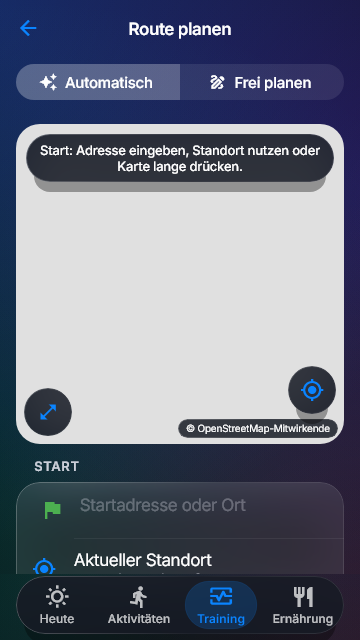 Route planen
Automatisch
Frei planen
Start: Adresse eingeben, Standort nutzen oder
Karte lange drücken.
© OpenStreetMap-Mitwirkende
START
Startadresse oder Ort
Aktueller Standort
Heute
Aktivitäten
Training
Ernährung